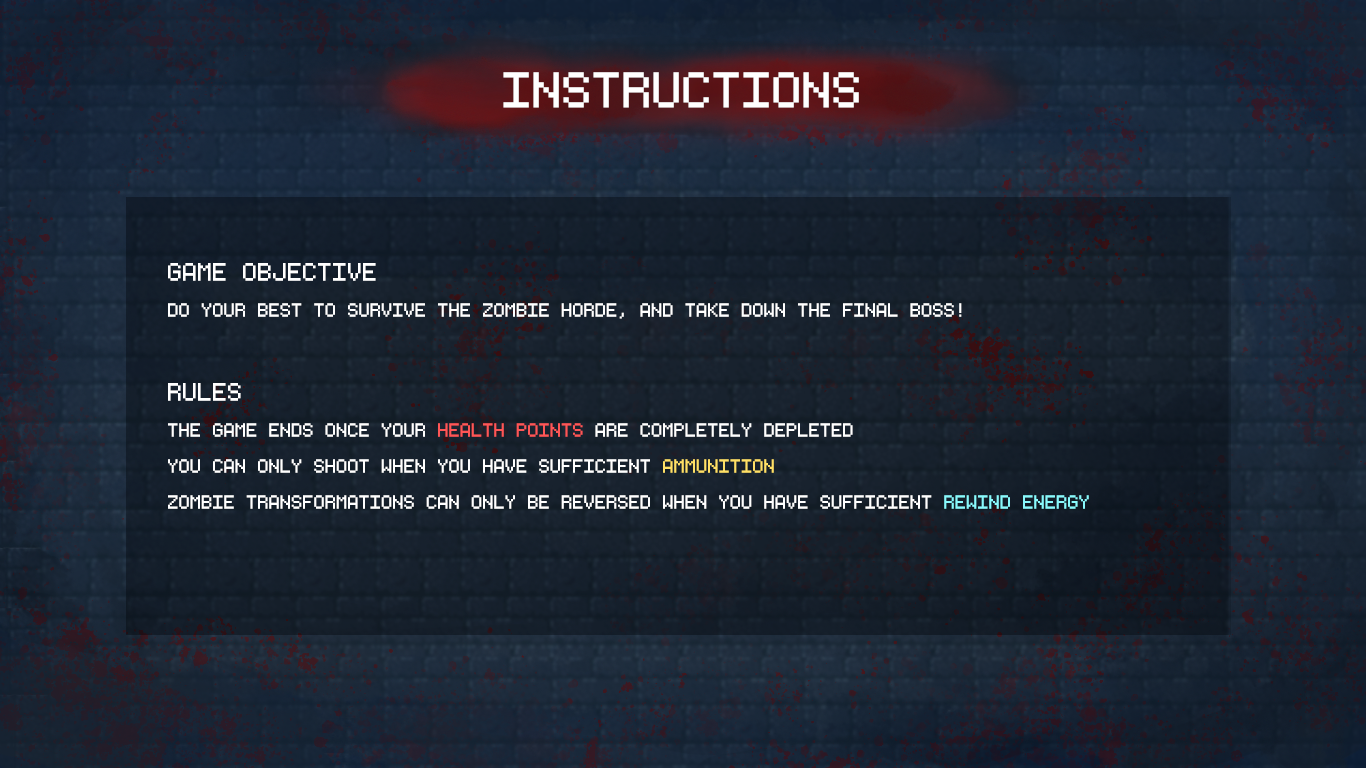 INSTRUCTIONS
GAME OBJECTIVE
DO YOUR BEST TO SURVIVE THE ZOMBIE HORDE, AND TAKE DOWN THE FINAL BOSS!
RULES
THE GAME ENDS ONCE YOUR HEALTH POINTS ARE COMPLETELY DEPLETED
YOU CAN ONLY SHOOT WHEN YOU HAVE SUFFICIENT AMMUNITION
ZOMBIE TRANSFORMATIONS CAN ONLY BE REVERSED WHEN YOU HAVE SUFFICIENT REWIND ENERGY